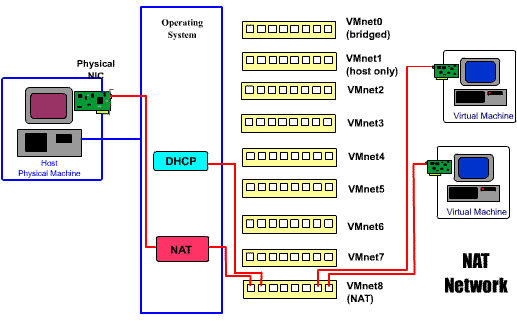 Operating
System
Physical
NIC
Host
Physical Machine
DHCP
NAT
VMnet0
(bridged)
VMnet1
(host only)
VMnet2
VMnet3
VMnet4
VMnet5
VMnet6
VMnet7
VMnet8
(NAT)
Virtual Machine
Virtual Machine
NAT
Network